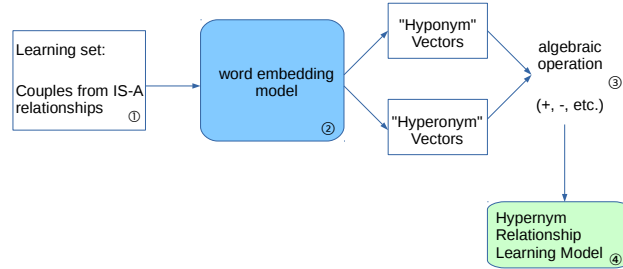 Learning set:
Couples from IS-A
relationships
①
word embedding
model
②
"Hyponym"
Vectors
"Hyperonym"
Vectors
algebraic
operation
③
(+, -, etc.)
Hypernym
Relationship
Learning Model
④